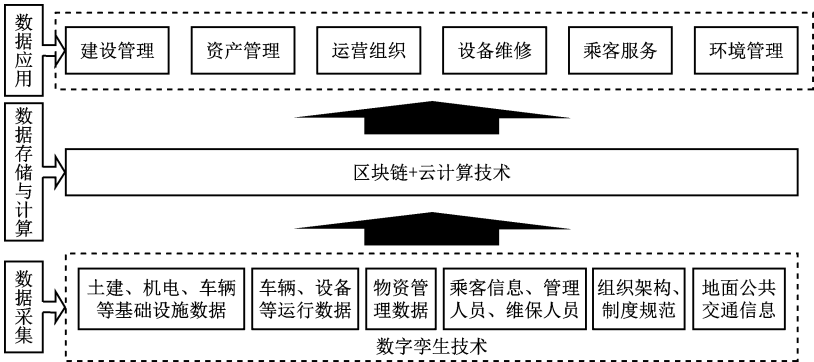 数据应用
建设管理
资产管理
运营组织
设备维修
乘客服务
环境管理
数据存储与计算
区块链+云计算技术
数据采集
土建、机电、车辆
等基础设施数据
车辆、设备
等运行数据
物资管
理数据
乘客信息、管理
人员、维保人员
组织架构、
制度规范
地面公共
交通信息
数字孪生技术